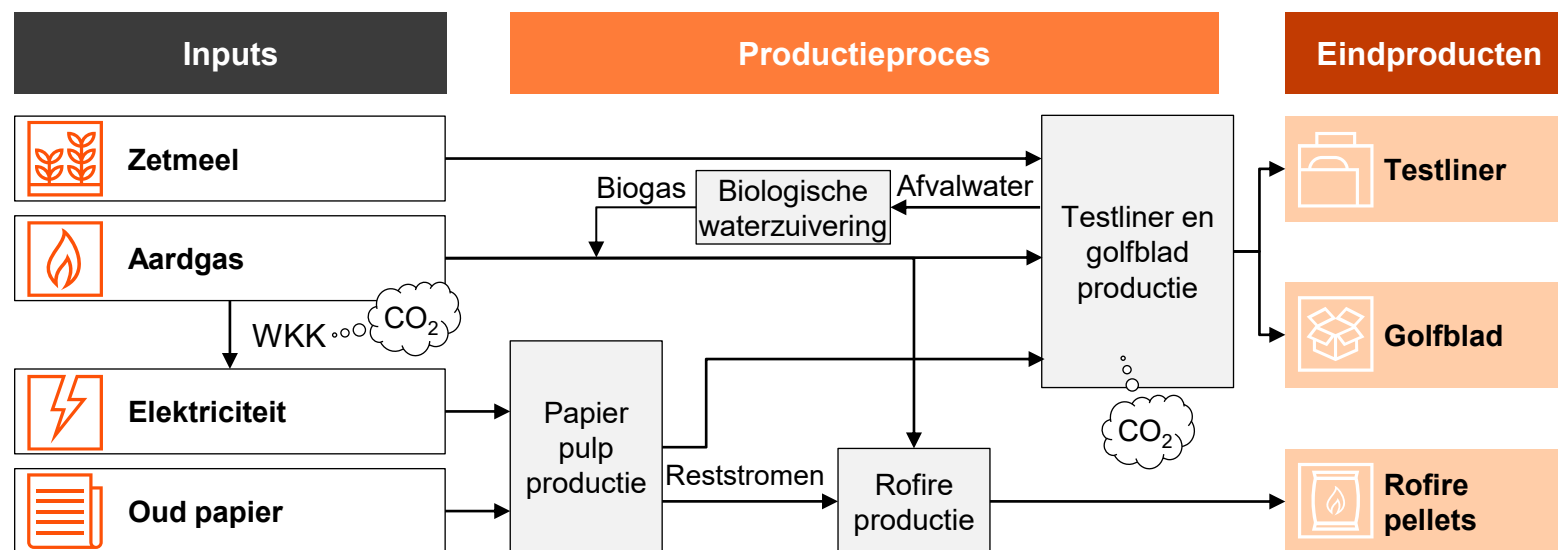 Inputs
Productieproces
Eindproducten
Zetmeel
Aardgas
WKK
CO2
Elektriciteit
Oud papier
Biogas
Biologische
waterzuivering
Afvalwater
Testliner en
golfblad
productie
CO2
Papier
pulp
productie
Reststromen
Rofire
productie
Testliner
Golfblad
Rofire
pellets